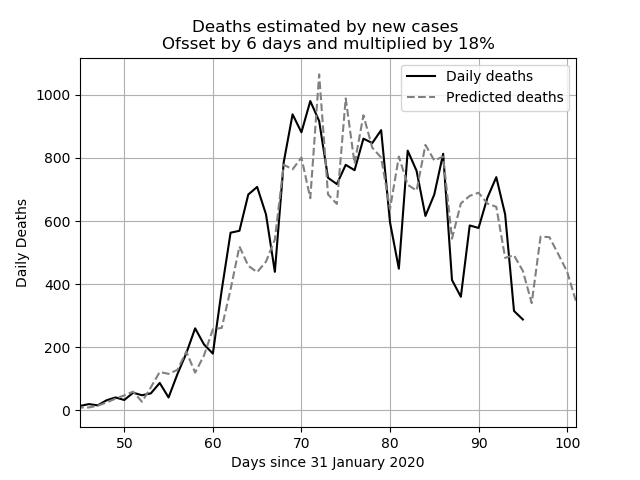 Deaths estimated by new cases
Ofsset by 6 days and multiplied by 18%
Daily deaths
Predicted deaths
1000
800
600
400
200
0
Daily Deaths
50
60
70
80
90
100
Days since 31 January 2020